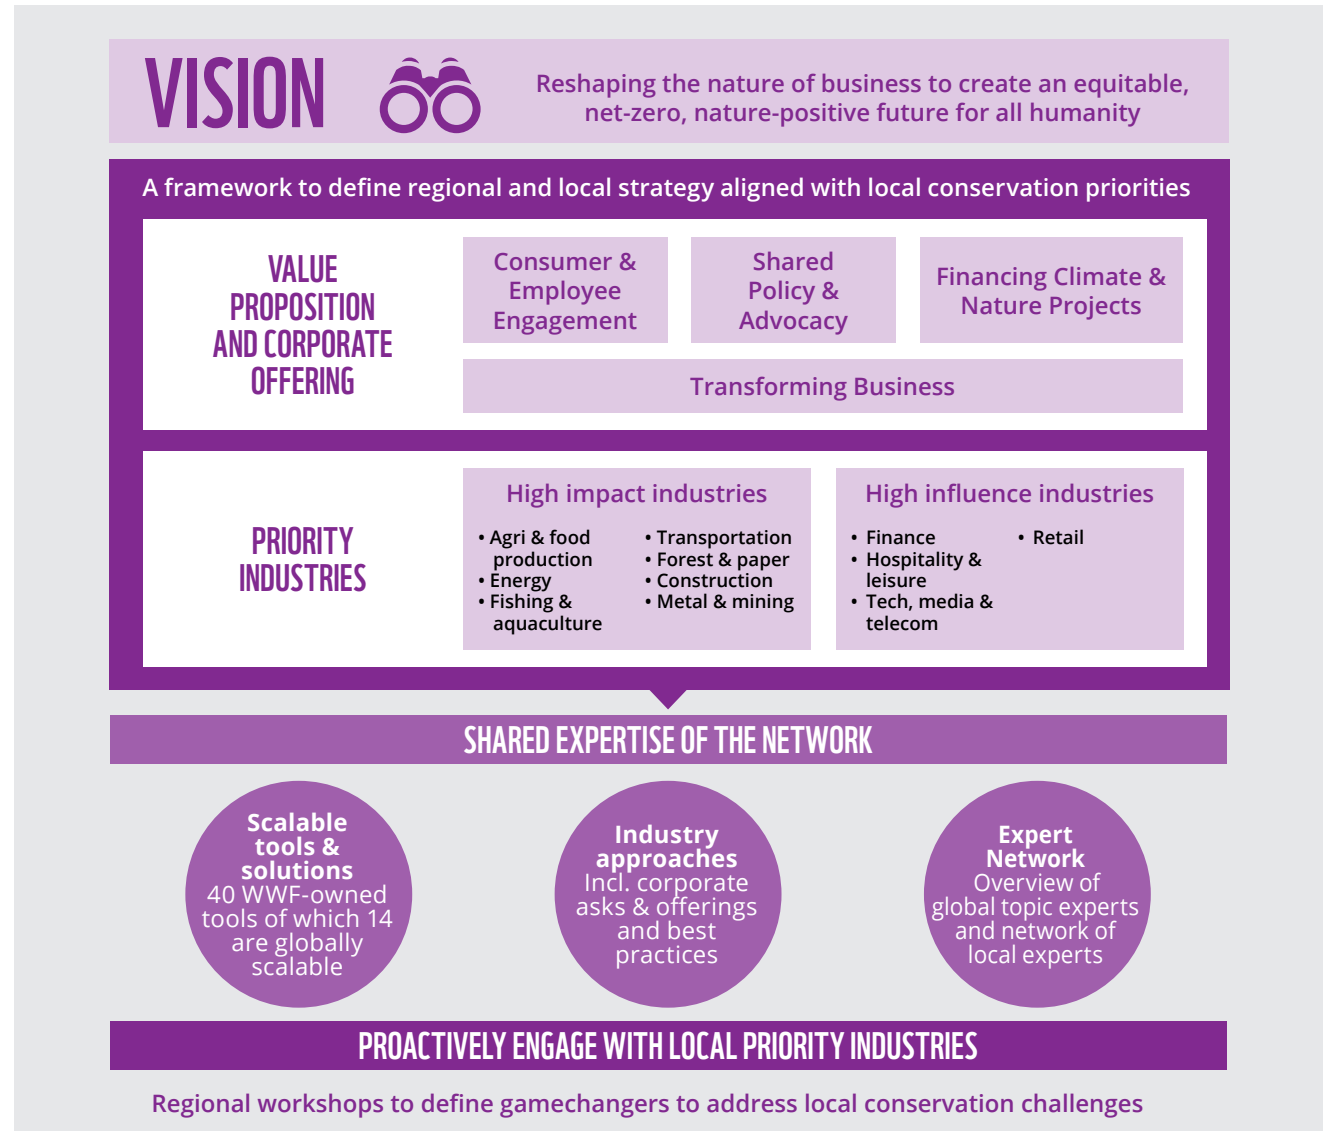 VISION
Reshaping the nature of business to create an equitable,
net-zero, nature-positive future for all humanity
A framework to define regional and local strategy aligned with local conservation priorities
VALUE
PROPOSITION
AND CORPORATE
OFFERING
Consumer &
Employee
Engagement
Shared
Policy &
Advocacy
Financing Climate &
Nature Projects
Transforming Business
PRIORITY
INDUSTRIES
High impact industries
• Agri & food
production
• Energy
• Fishing &
aquaculture
• Transportation
• Forest & paper
• Construction
• Metal & mining
High influence industries
• Finance
• Hospitality &
leisure
• Tech, media &
telecom
• Retail
SHARED EXPERTISE OF THE NETWORK
Scalable
tools &
solutions
40 WWF-owned
tools of which 14
are globally
scalable
Industry
approaches
Incl. corporate
asks & offerings
and best
practices
Expert
Network
Overview of
global topic experts
and network of
local experts
PROACTIVELY ENGAGE WITH LOCAL PRIORITY INDUSTRIES
Regional workshops to define gamechangers to address local conservation challenges